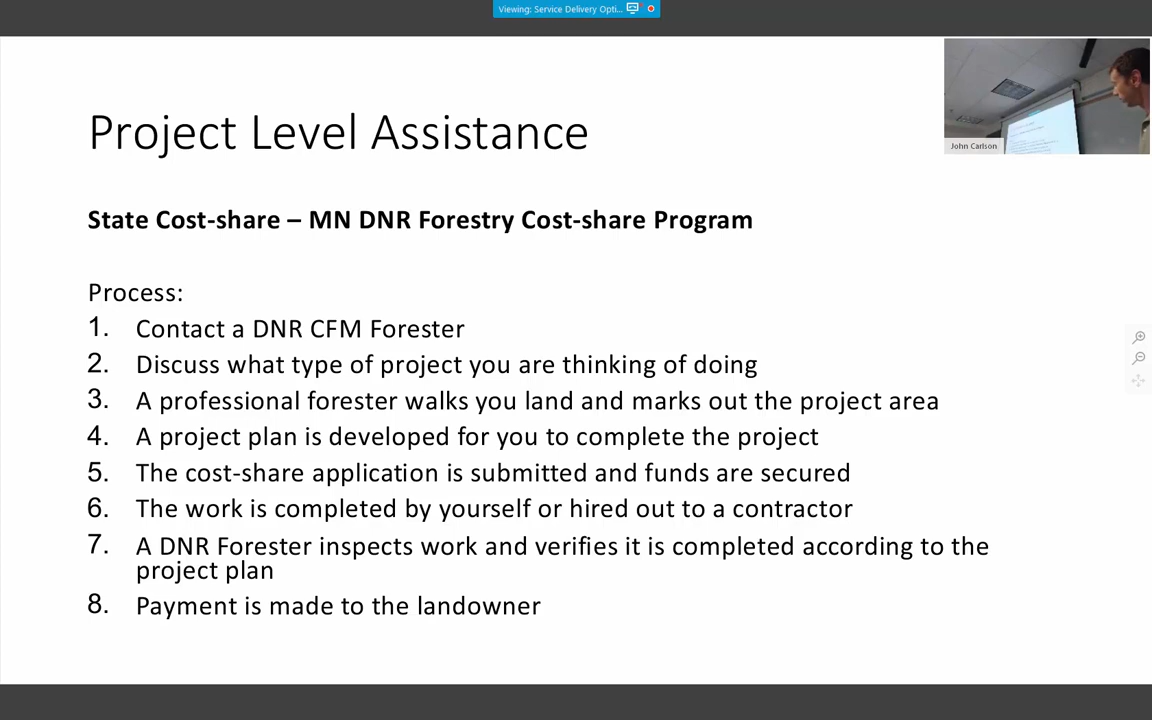 Viewing: Service Delivery Opti...
Project Level Assistance
John Carlson
State Cost-share – MN DNR Forestry Cost-share Program
Process:
1. Contact a DNR CFM Forester
2. Discuss what type of project you are thinking of doing
3. A professional forester walks you land and marks out the project area
4. A project plan is developed for you to complete the project
5. The cost-share application is submitted and funds are secured
6. The work is completed by yourself or hired out to a contractor
7. A DNR Forester inspects work and verifies it is completed according to the
project plan
8. Payment is made to the landowner